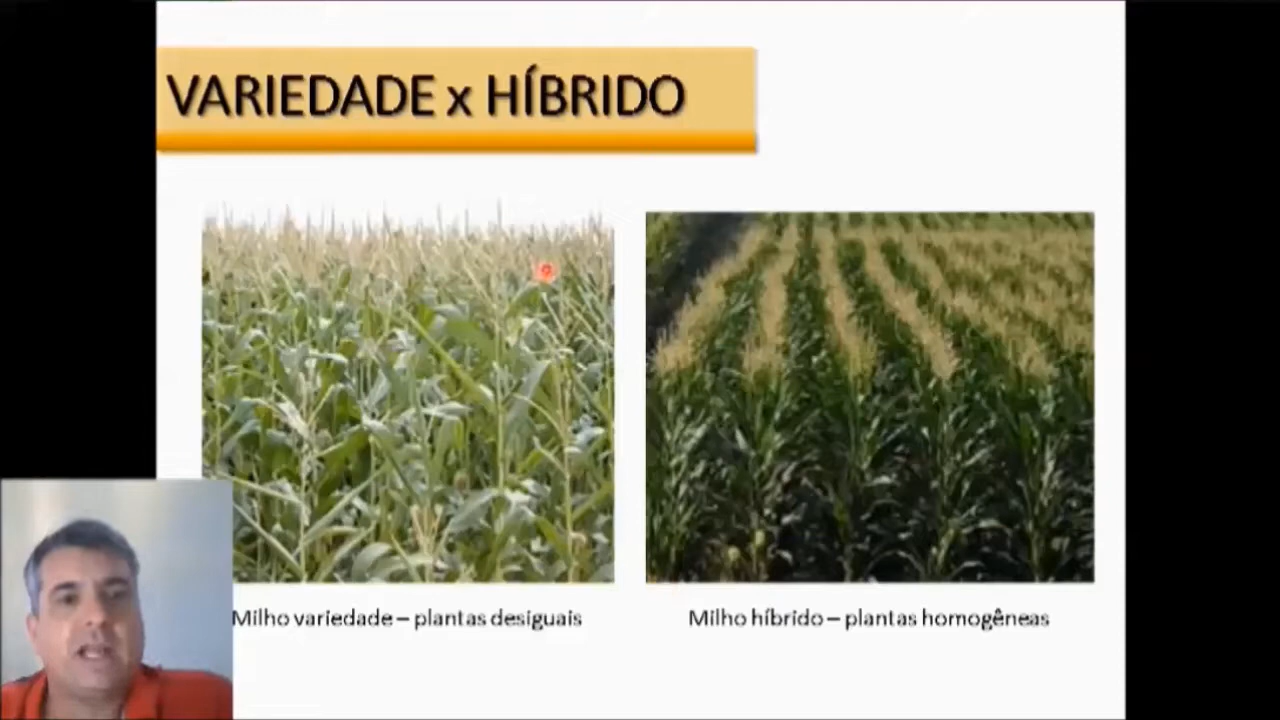 VARIEDADE x HÍBRIDO
Milho variedade – plantas desiguais
Milho híbrido – plantas homogêneas